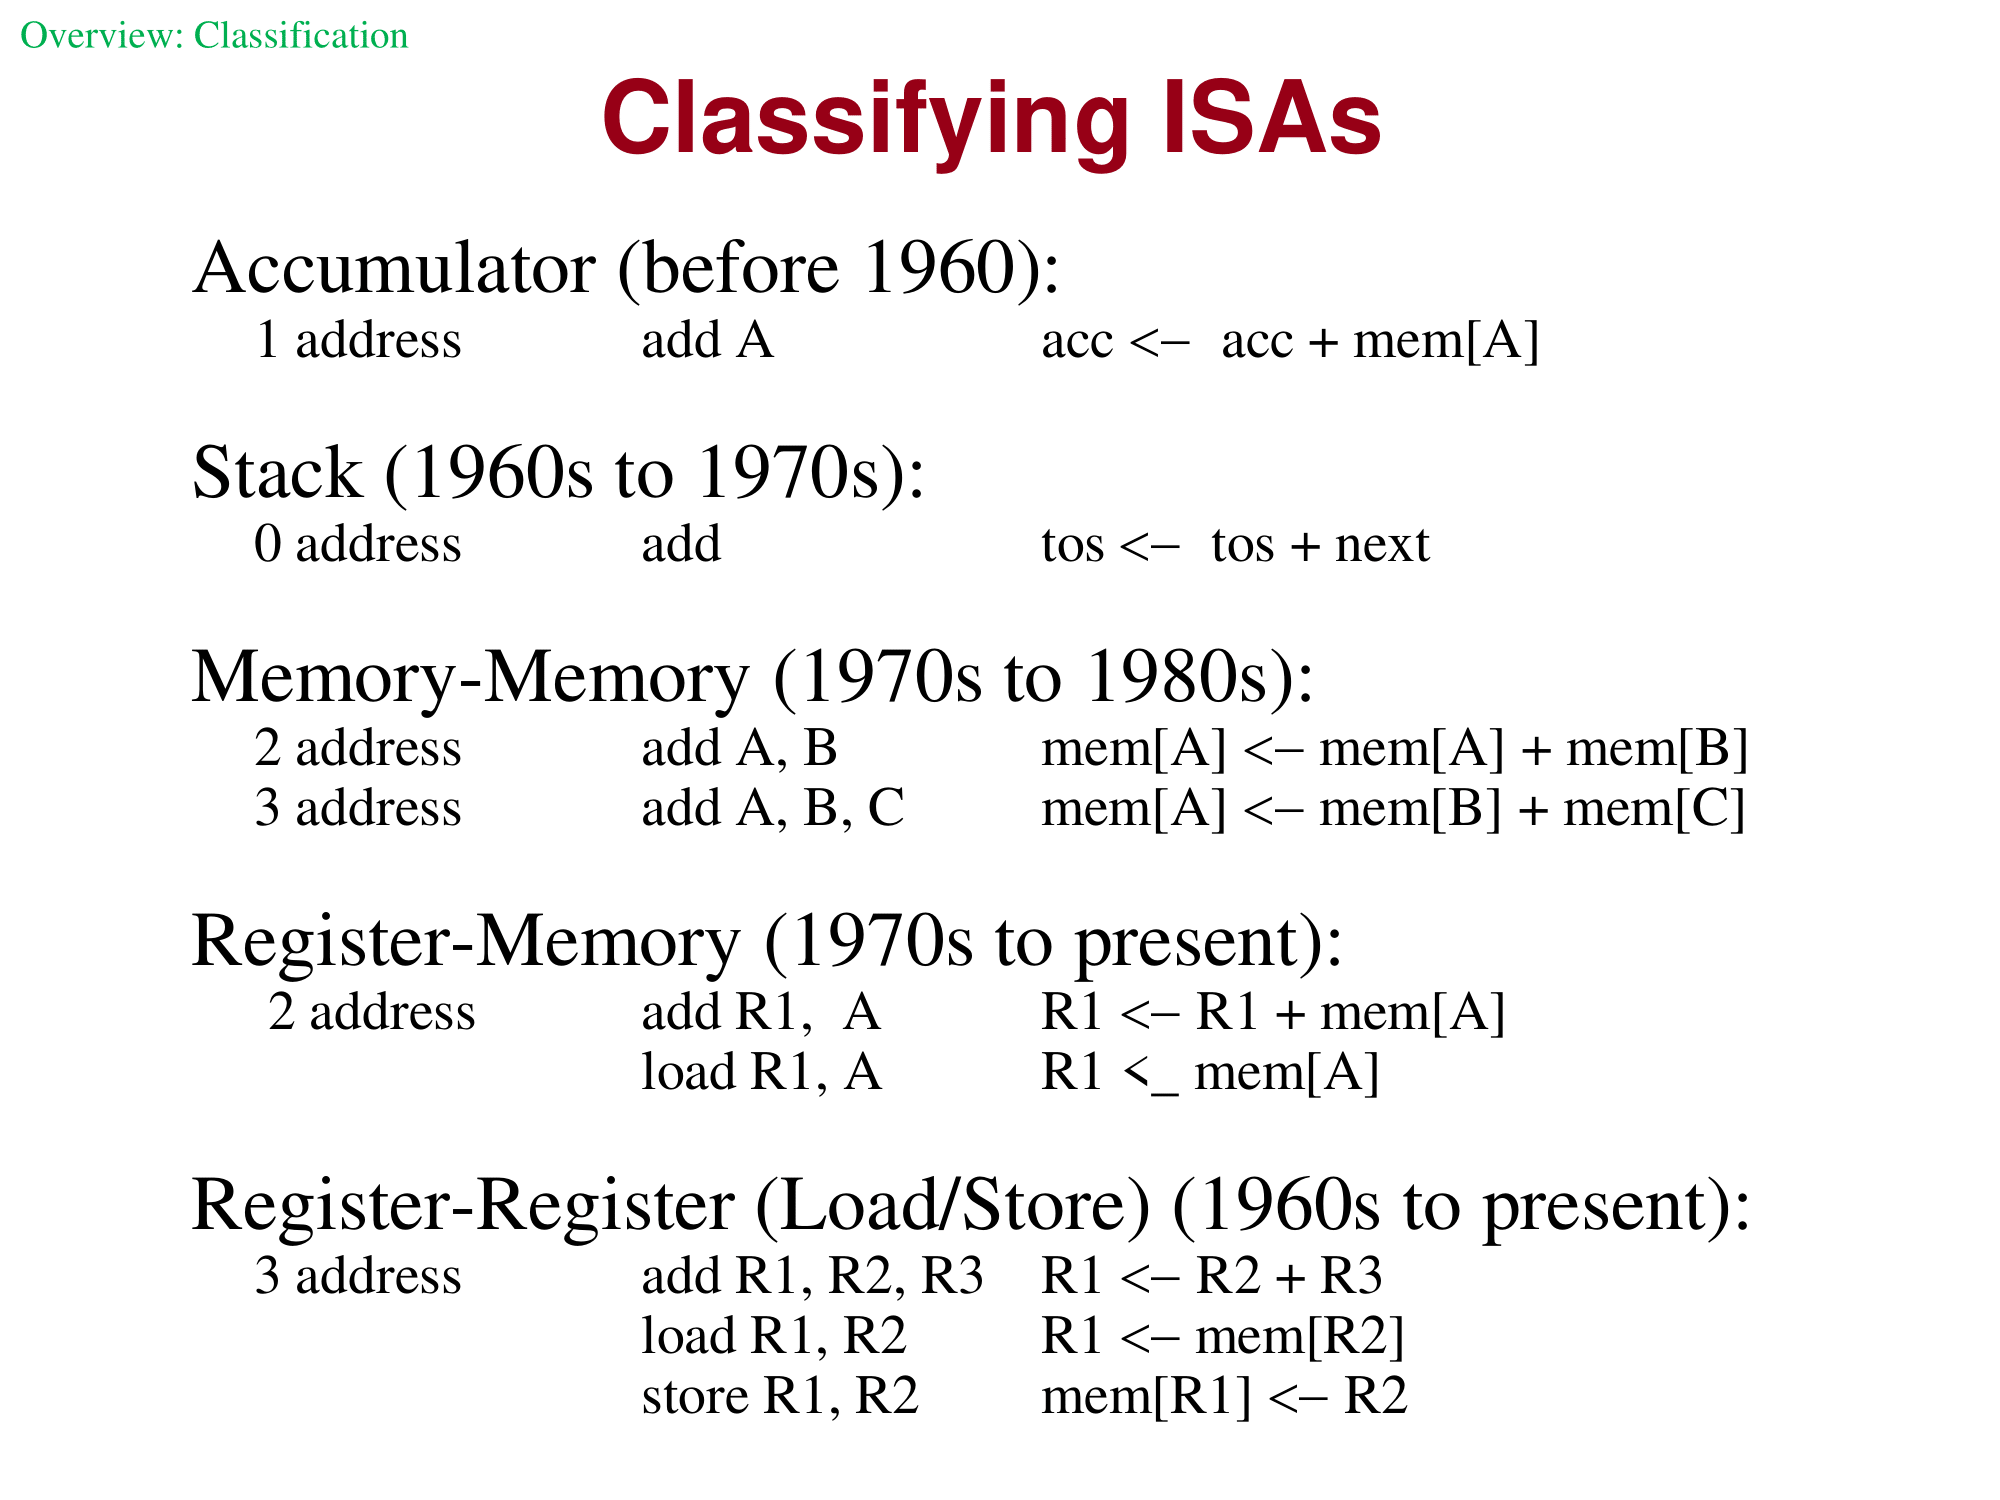 Overview: Classification
Classifying ISAs
Accumulator (before 1960):
1 address add A acc <– acc + mem[A]
Stack (1960s to 1970s):
0 address add tos <– tos + next
Memory-Memory (1970s to 1980s):
2 address add A, B mem[A] <– mem[A] + mem[B]
3 address add A, B, C mem[A] <– mem[B] + mem[C]
Register-Memory (1970s to present):
2 address add R1, A R1 <– R1 + mem[A]
load R1, A R1 <_ mem[A]
Register-Register (Load/Store) (1960s to present):
3 address add R1, R2, R3 R1 <– R2 + R3
load R1, R2 R1 <– mem[R2]
store R1, R2 mem[R1] <– R2